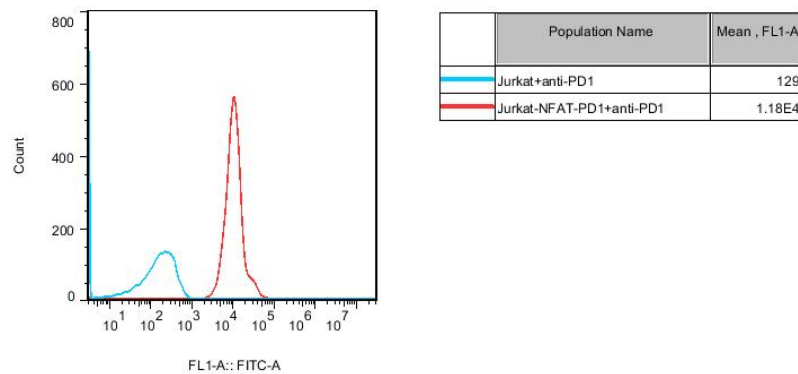 800
600
400
200
0
Count
10^1 10^2 10^3 10^4 10^5 10^6 10^7
FL1-A:: FITC-A
Population Name Mean , FL1-A
Jurkat+anti-PD1 129
Jurkat-NFAT-PD1+anti-PD1 1.18E4